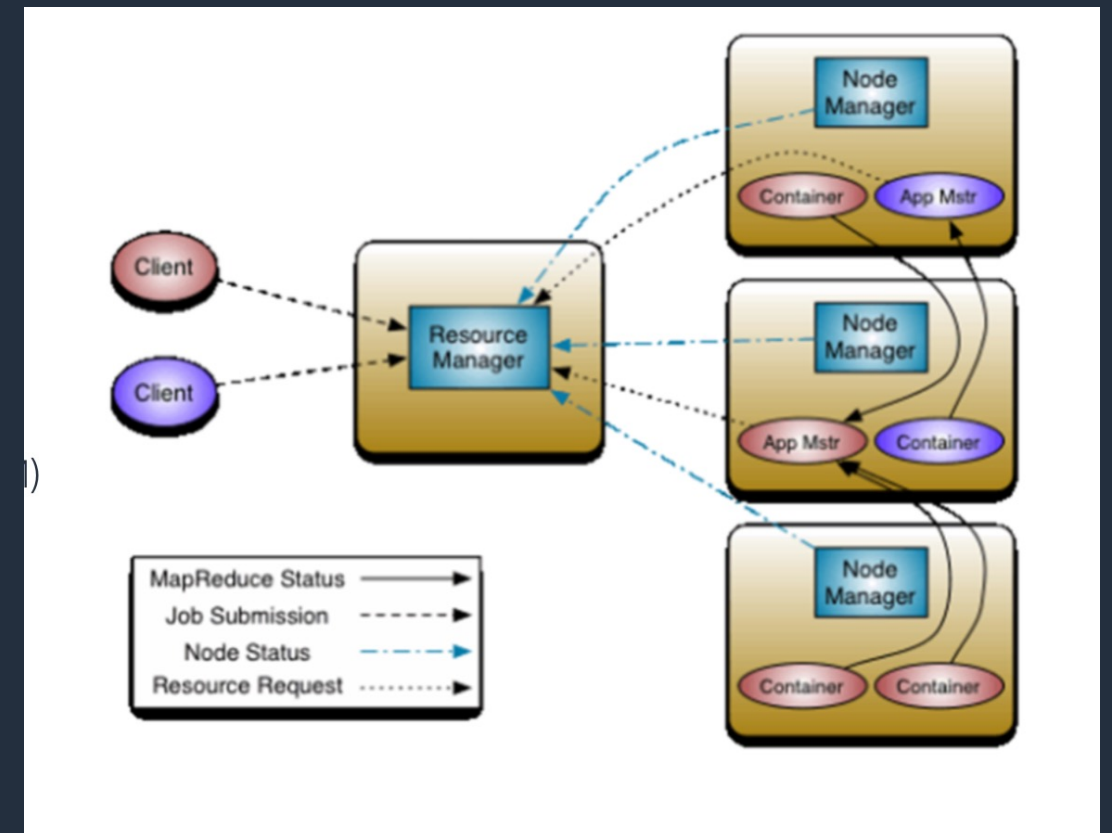 Client
Client
)
Resource
Manager
Node
Manager
Container
App Mstr
Node
Manager
App Mstr
Container
Node
Manager
Container
Container
MapReduce Status
Job Submission
Node Status
Resource Request